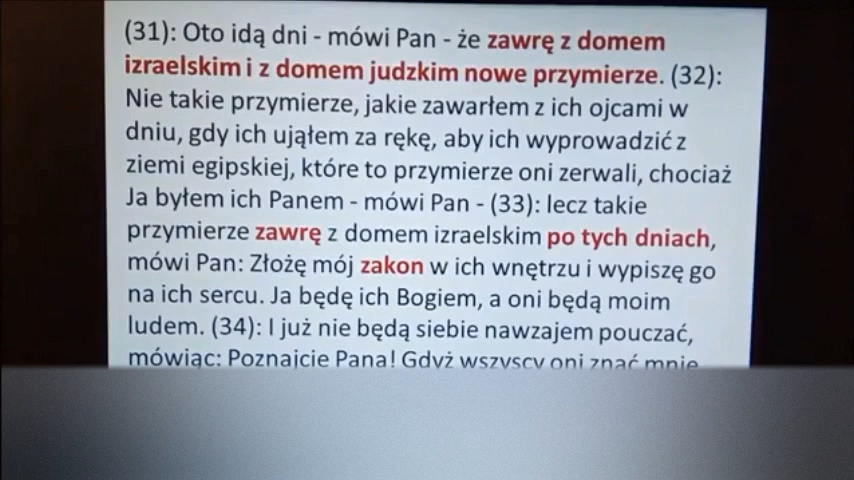 (31): Oto idą dni - mówi Pan - że zawrę z domem
izraelskim i z domem judzkim nowe przymierze. (32):
Nie takie przymierze, jakie zawarłem z ich ojcami w
dniu, gdy ich ująłem za rękę, aby ich wyprowadzić z
ziemi egipskiej, które to przymierze oni zerwali, chociaż
Ja byłem ich Panem - mówi Pan - (33): lecz takie
przymierze zawrę z domem izraelskim po tych dniach,
mówi Pan: Złożę mój zakon w ich wnętrzu i wypiszę go
na ich sercu. Ja będę ich Bogiem, a oni będą moim
ludem. (34): I już nie będą siebie nawzajem pouczać,
mówiąc: Poznajcie Pana! Gdyż wszyscy oni znać mnie